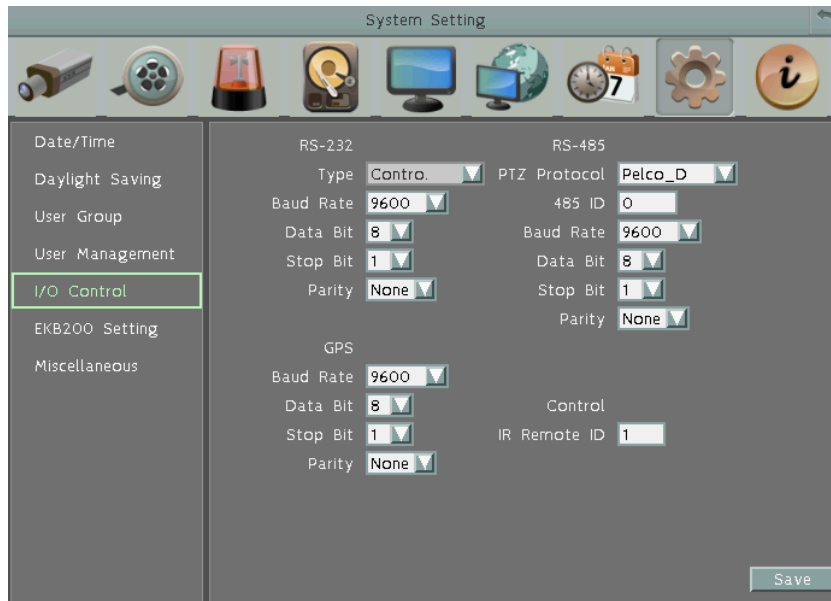 System Setting
7
i
Date/Time
Daylight Saving
User Group
User Management
I/O Control
EKB200 Setting
Miscellaneous
RS-232
Type Contro.
Baud Rate 9600
Data Bit 8
Stop Bit 1
Parity None
GPS
Baud Rate 9600
Data Bit 8
Stop Bit 1
Parity None
RS-485
PTZ Protocol Pelco_D
485 ID 0
Baud Rate 9600
Data Bit 8
Stop Bit 1
Parity None
Control
IR Remote ID 1
Save